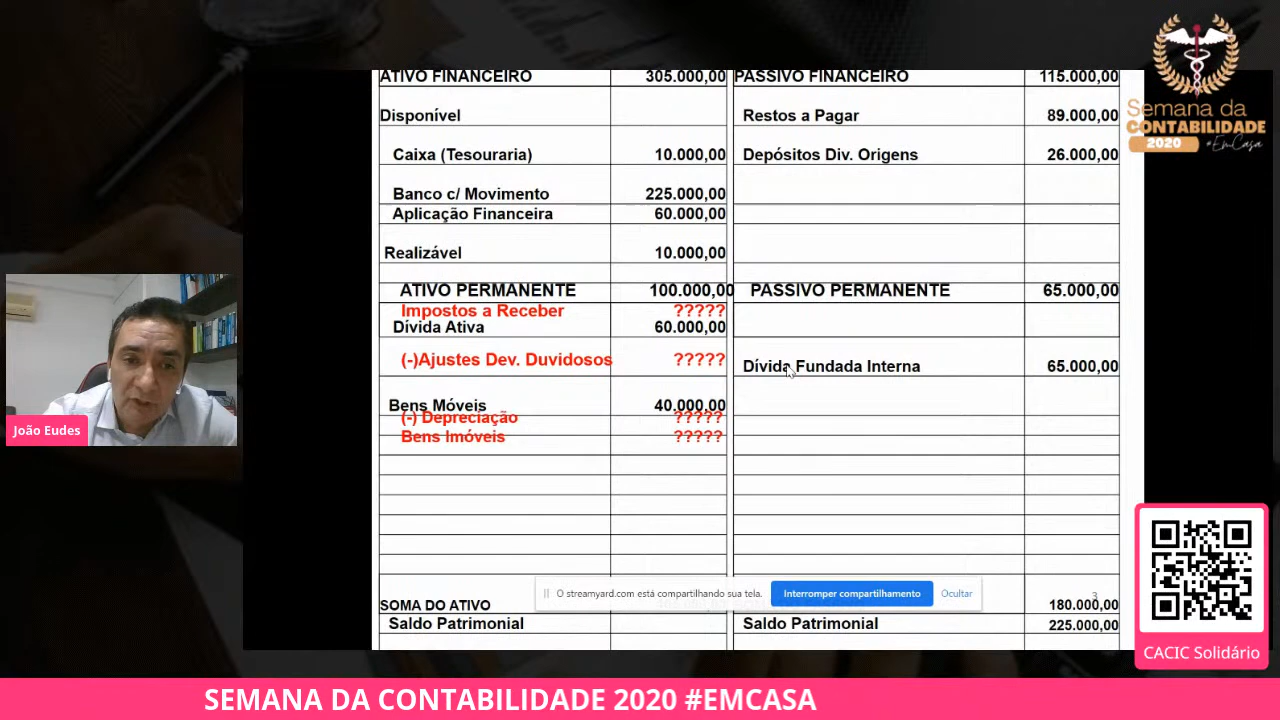 ATIVO FINANCEIRO 305.000,00 PASSIVO FINANCEIRO 115.000,00
Disponível Restos a Pagar 89.000,00
Caixa (Tesouraria) 10.000,00 Depósitos Div. Origens 26.000,00
Banco c/ Movimento 225.000,00
Aplicação Financeira 60.000,00
Realizável 10.000,00
ATIVO PERMANENTE 100.000,00 PASSIVO PERMANENTE 65.000,00
Impostos a Receber ?????
Dívida Ativa 60.000,00
(-)Ajustes Dev. Duvidosos ????? Dívida Fundada Interna 65.000,00
Bens Móveis 40.000,00
(-) Depreciação ?????
Bens Imóveis ?????
SOMA DO ATIVO 180.000,00
Saldo Patrimonial Saldo Patrimonial 225.000,00
O streamyard.com está compartilhando sua tela. Interromper compartilhamento Ocultar
3
João Eudes
Semana da
CONTABILIDADE
2020 #EmCasa
CACIC Solidário
SEMANA DA CONTABILIDADE 2020 #EMCASA